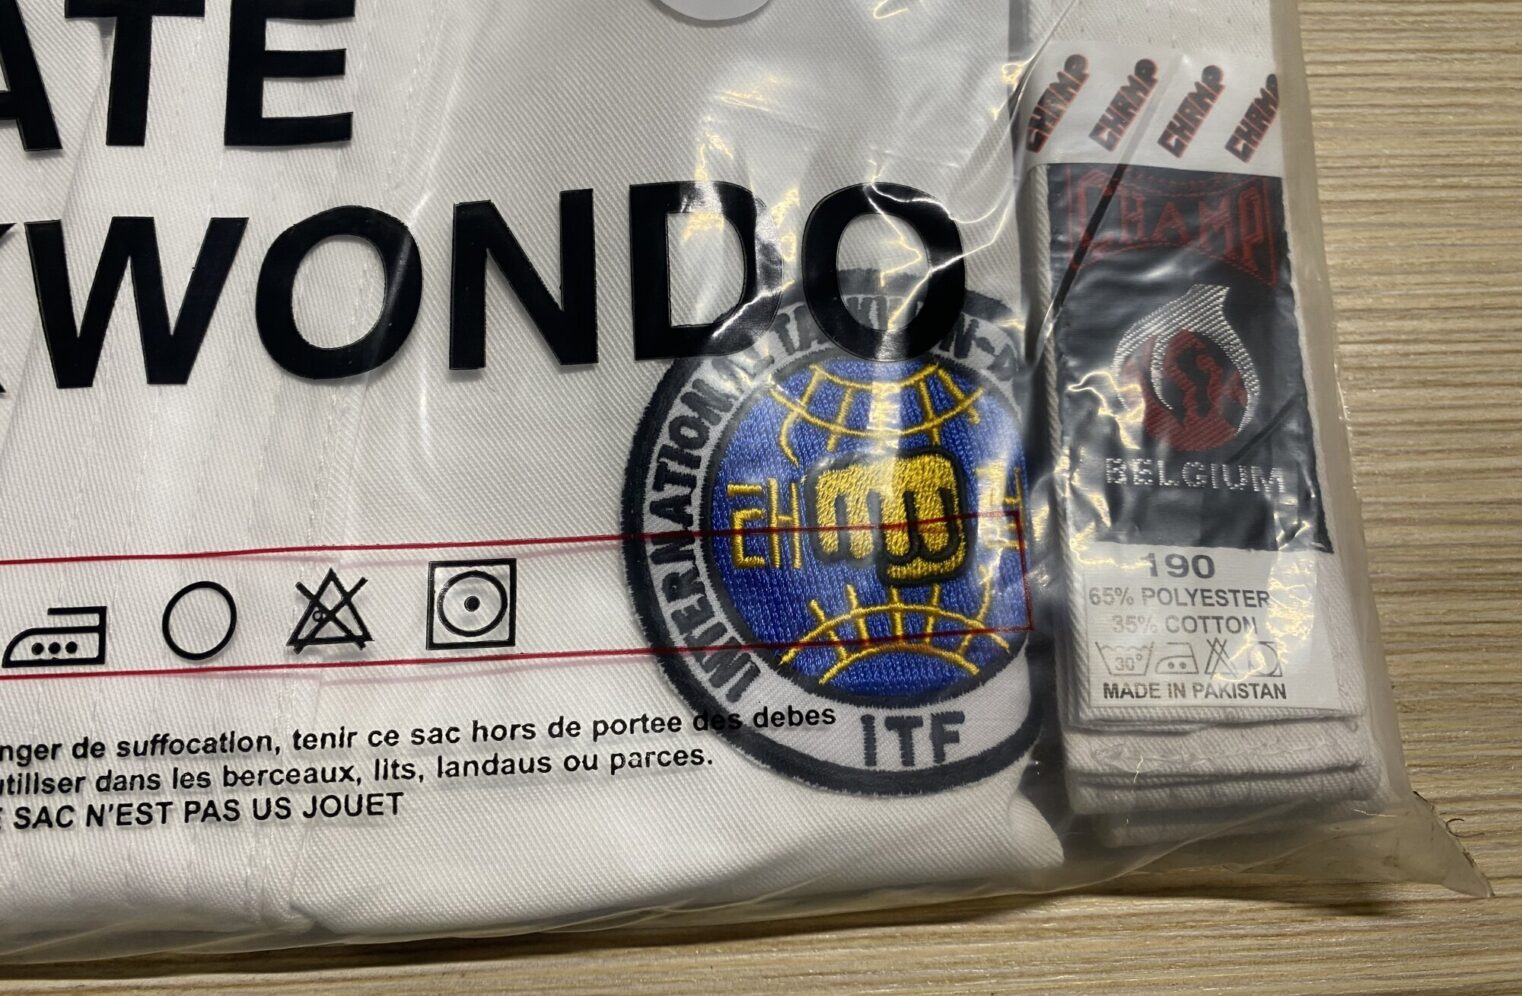 ATE
KWONDO
CHAMP CHAMP CHAMP CHAMP
CHAMP
BELGIUM
190
65% POLYESTER
35% COTTON
30°
MADE IN PAKISTAN
INTERNATIONAL
태
ITF
nger de suffocation, tenir ce sac hors de portee des debes
utiliser dans les berceaux, lits, landaus ou parces.
E SAC N'EST PAS US JOUET